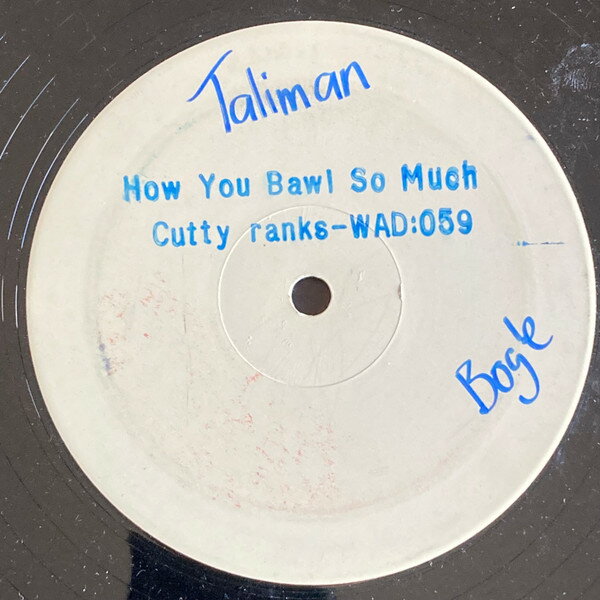 Taliman
How You Bawl So Much
Cutty ranks-WAD:059
Bogle